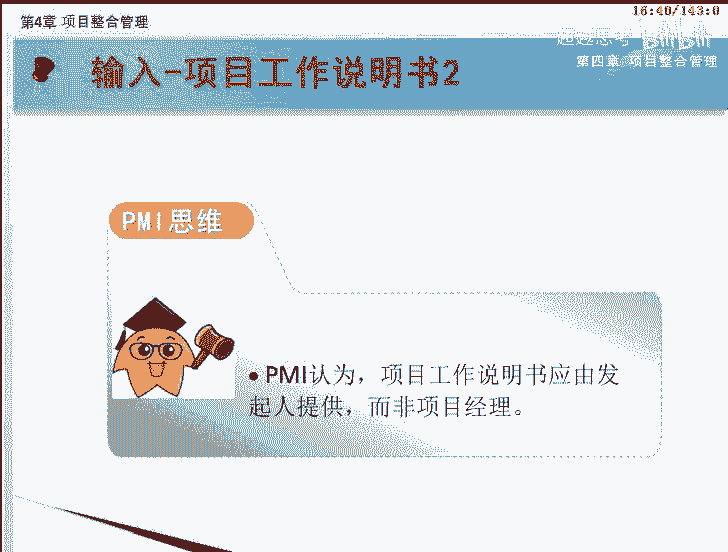 第4章 项目整合管理
16:40/143:0
bilibili
第四章 项目整合管理
输入-项目工作说明书2
PMI思维
• PMI认为，项目工作说明书应由发
起人提供，而非项目经理。